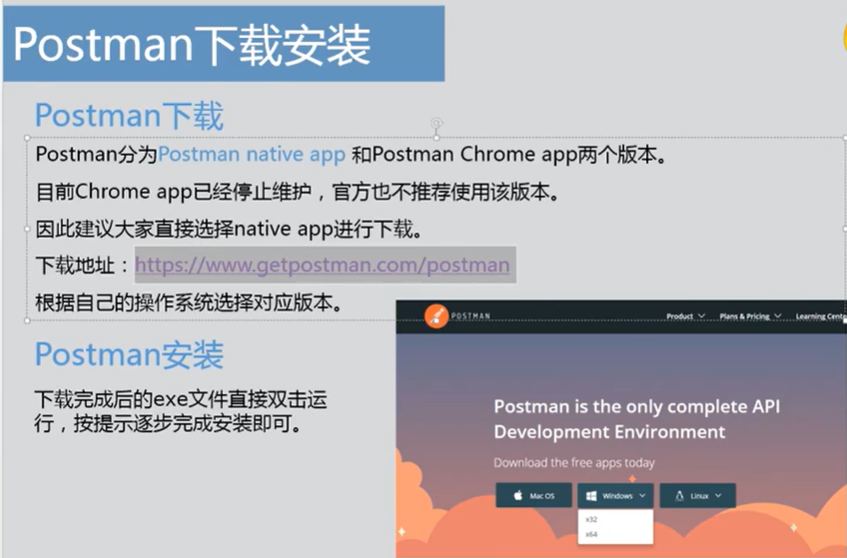 Postman下载安装
Postman下载
Postman分为Postman native app 和Postman Chrome app两个版本。
目前Chrome app已经停止维护，官方也不推荐使用该版本。
因此建议大家直接选择native app进行下载。
下载地址：https://www.getpostman.com/postman
根据自己的操作系统选择对应版本。
Postman安装
下载完成后的exe文件直接双击运
行，按提示逐步完成安装即可。
POSTMAN
Product
Plans & Pricing
Learning Cente
Postman is the only complete API
Development Environment
Download the free apps today
Mac OS
Windows
Linux
x32
x64